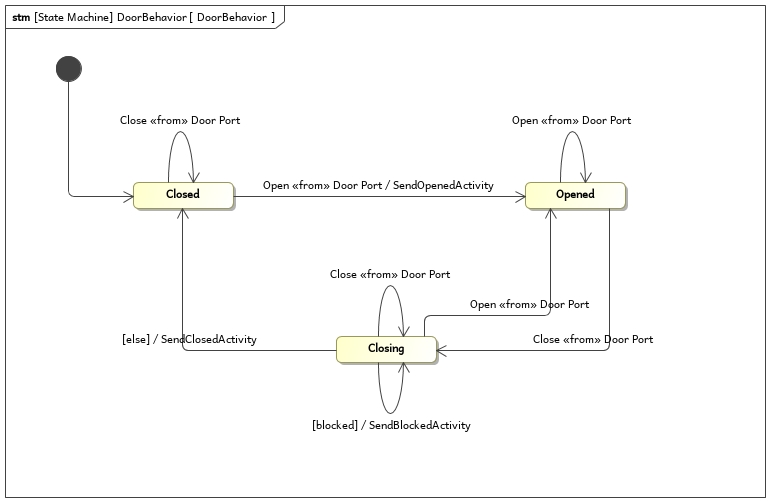 stm [State Machine] DoorBehavior [ DoorBehavior ]
Close «from» Door Port
Open «from» Door Port
Closed
Open «from» Door Port / SendOpenedActivity
Opened
Close «from» Door Port
Open «from» Door Port
[else] / SendClosedActivity
Closing
Close «from» Door Port
[blocked] / SendBlockedActivity